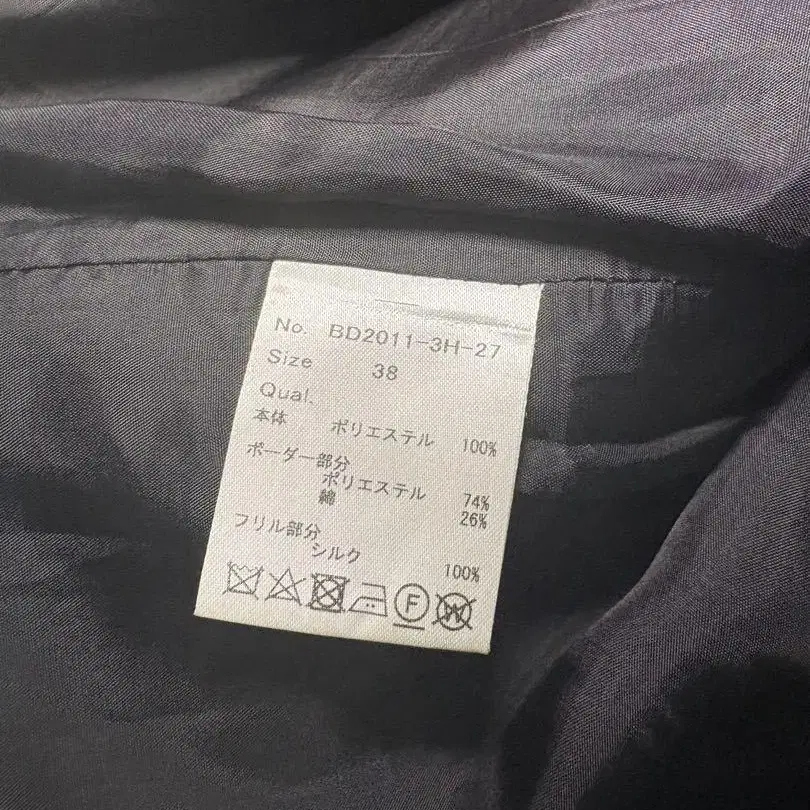 No. BD2011-3H-27
Size 38
Qual.
本体 ポリエステル 100%
ボーダー部分
ポリエステル 74%
綿 26%
フリル部分
シルク 100%
F W